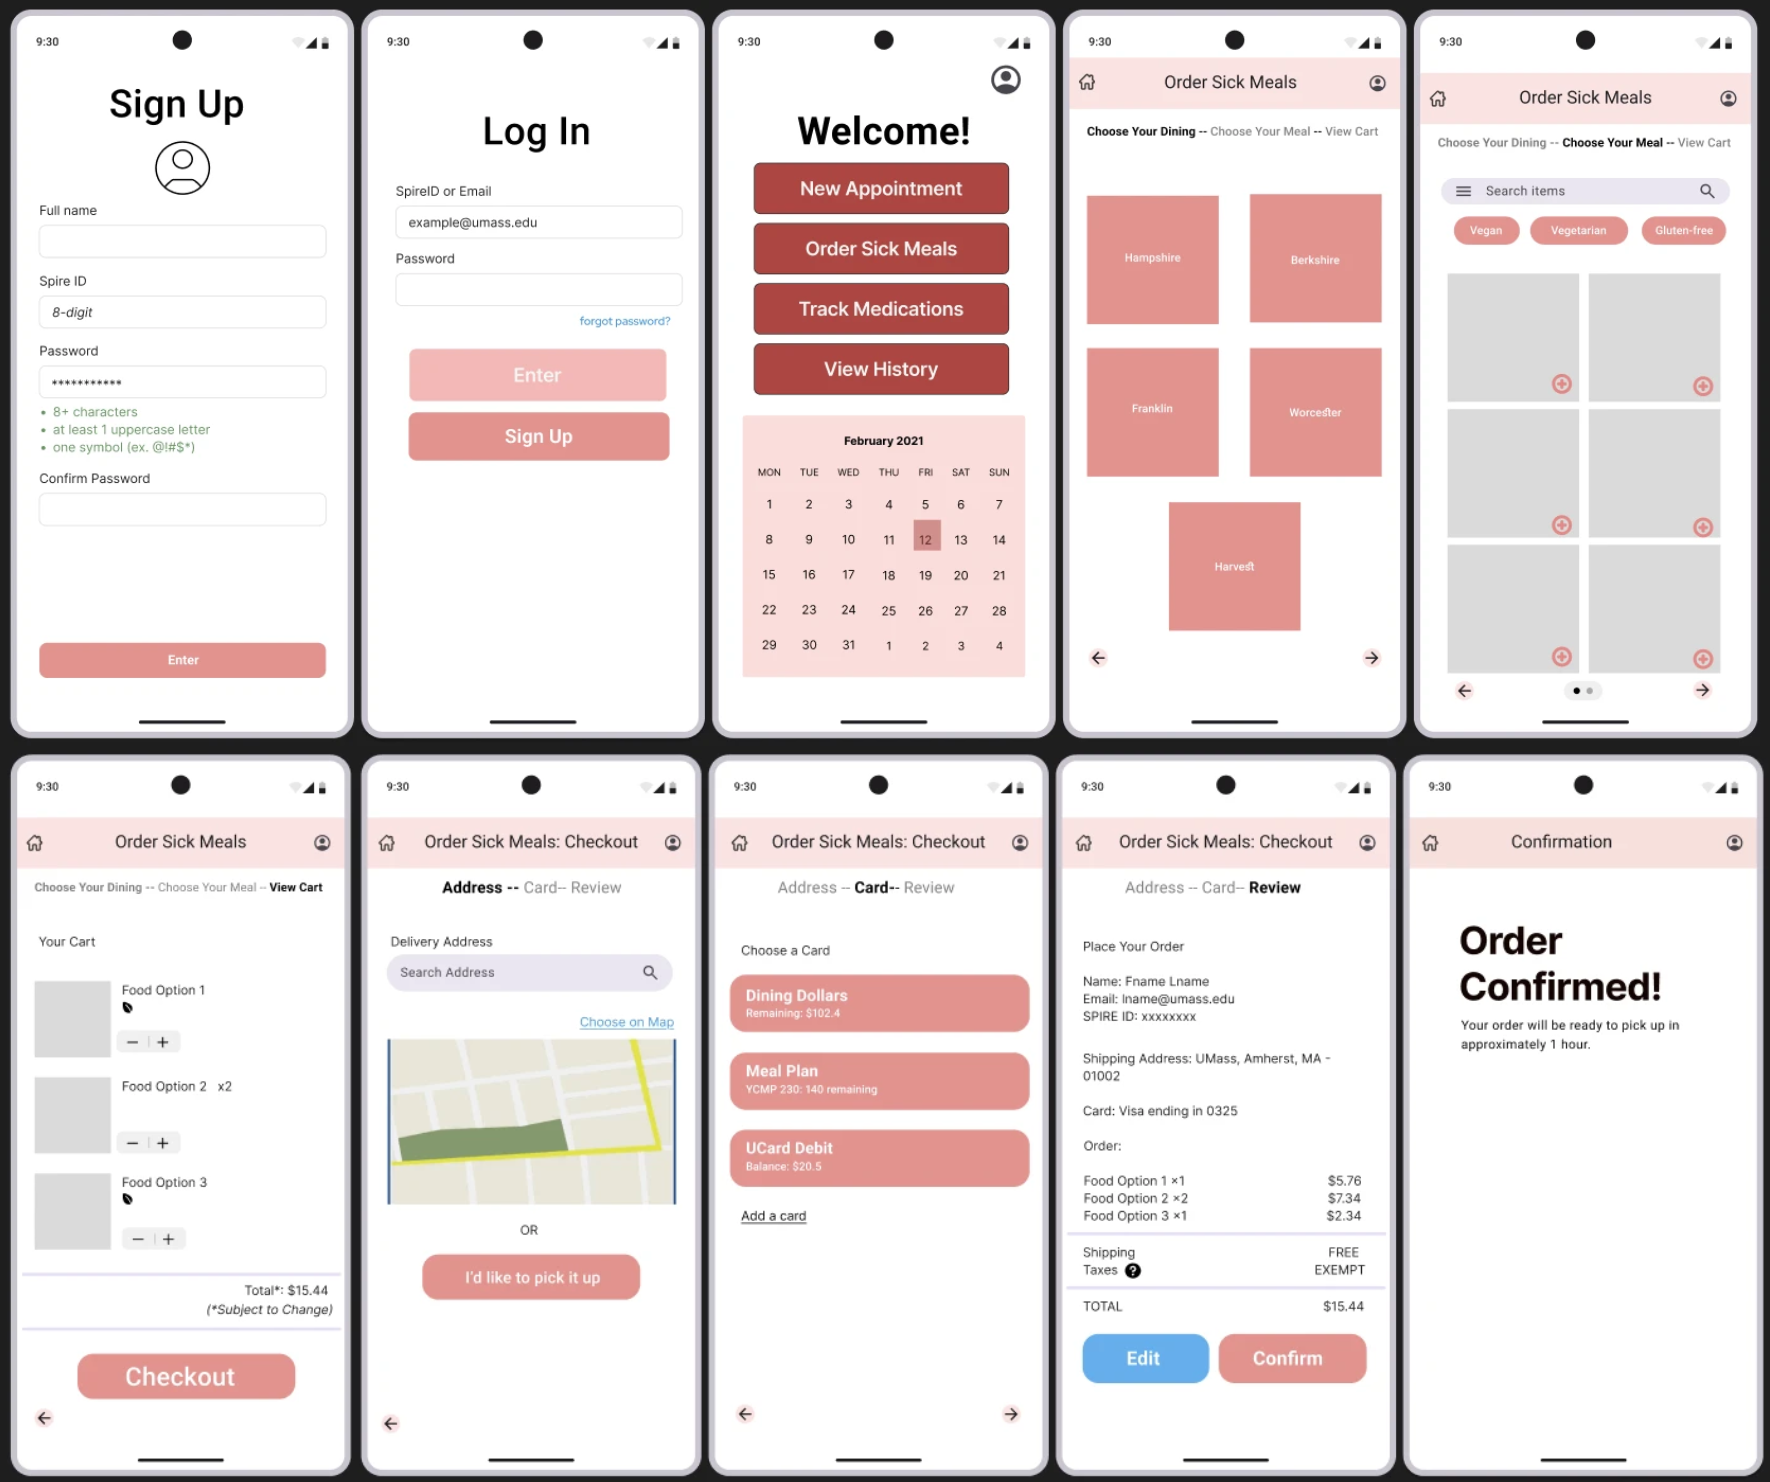 9:30
Sign Up
Full name
Spire ID
8-digit
Password
***********
• 8+ characters
• at least 1 uppercase letter
• one symbol (ex. @!#$*)
Confirm Password
Enter
9:30
Log In
SpireID or Email
example@umass.edu
Password
forgot password?
Enter
Sign Up
9:30
Welcome!
New Appointment
Order Sick Meals
Track Medications
View History
February 2021
MON TUE WED THU FRI SAT SUN
1 2 3 4 5 6 7
8 9 10 11 12 13 14
15 16 17 18 19 20 21
22 23 24 25 26 27 28
29 30 31 1 2 3 4
9:30
Order Sick Meals
Choose Your Dining -- Choose Your Meal -- View Cart
Hampshire
Berkshire
Franklin
Worcester
Harvest
9:30
Order Sick Meals
Choose Your Dining -- Choose Your Meal -- View Cart
Search items
Vegan Vegetarian Gluten-free
9:30
Order Sick Meals
Choose Your Dining -- Choose Your Meal -- View Cart
Your Cart
Food Option 1
Food Option 2 x2
Food Option 3
Total*: $15.44
(*Subject to Change)
Checkout
9:30
Order Sick Meals: Checkout
Address -- Card-- Review
Delivery Address
Search Address
Choose on Map
OR
I'd like to pick it up
9:30
Order Sick Meals: Checkout
Address -- Card-- Review
Choose a Card
Dining Dollars
Remaining: $102.4
Meal Plan
YCMP 230: 140 remaining
UCard Debit
Balance: $20.5
Add a card
9:30
Order Sick Meals: Checkout
Address -- Card-- Review
Place Your Order
Name: Fname Lname
Email: lname@umass.edu
SPIRE ID: xxxxxxxx
Shipping Address: UMass, Amherst, MA -
01002
Card: Visa ending in 0325
Order:
Food Option 1 ×1 $5.76
Food Option 2 ×2 $7.34
Food Option 3 ×1 $2.34
Shipping FREE
Taxes ? EXEMPT
TOTAL $15.44
Edit Confirm
9:30
Confirmation
Order
Confirmed!
Your order will be ready to pick up in
approximately 1 hour.